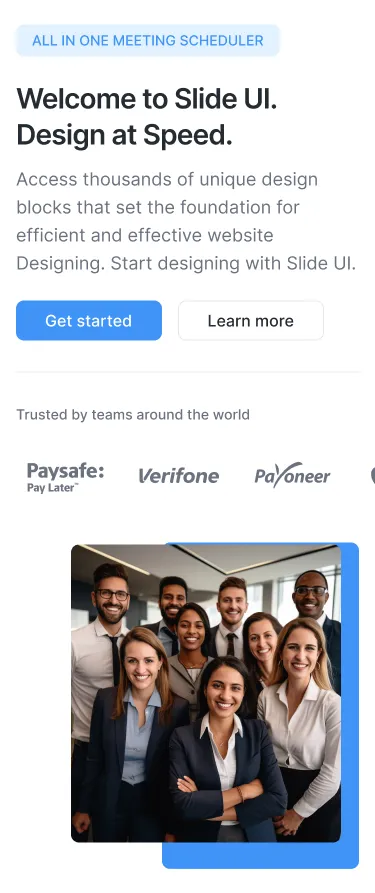 ALL IN ONE MEETING SCHEDULER
Welcome to Slide UI.
Design at Speed.
Access thousands of unique design
blocks that set the foundation for
efficient and effective website
Designing. Start designing with Slide UI.
Get started
Learn more
Trusted by teams around the world
Paysafe:
Pay Later™
Verifone
Payoneer